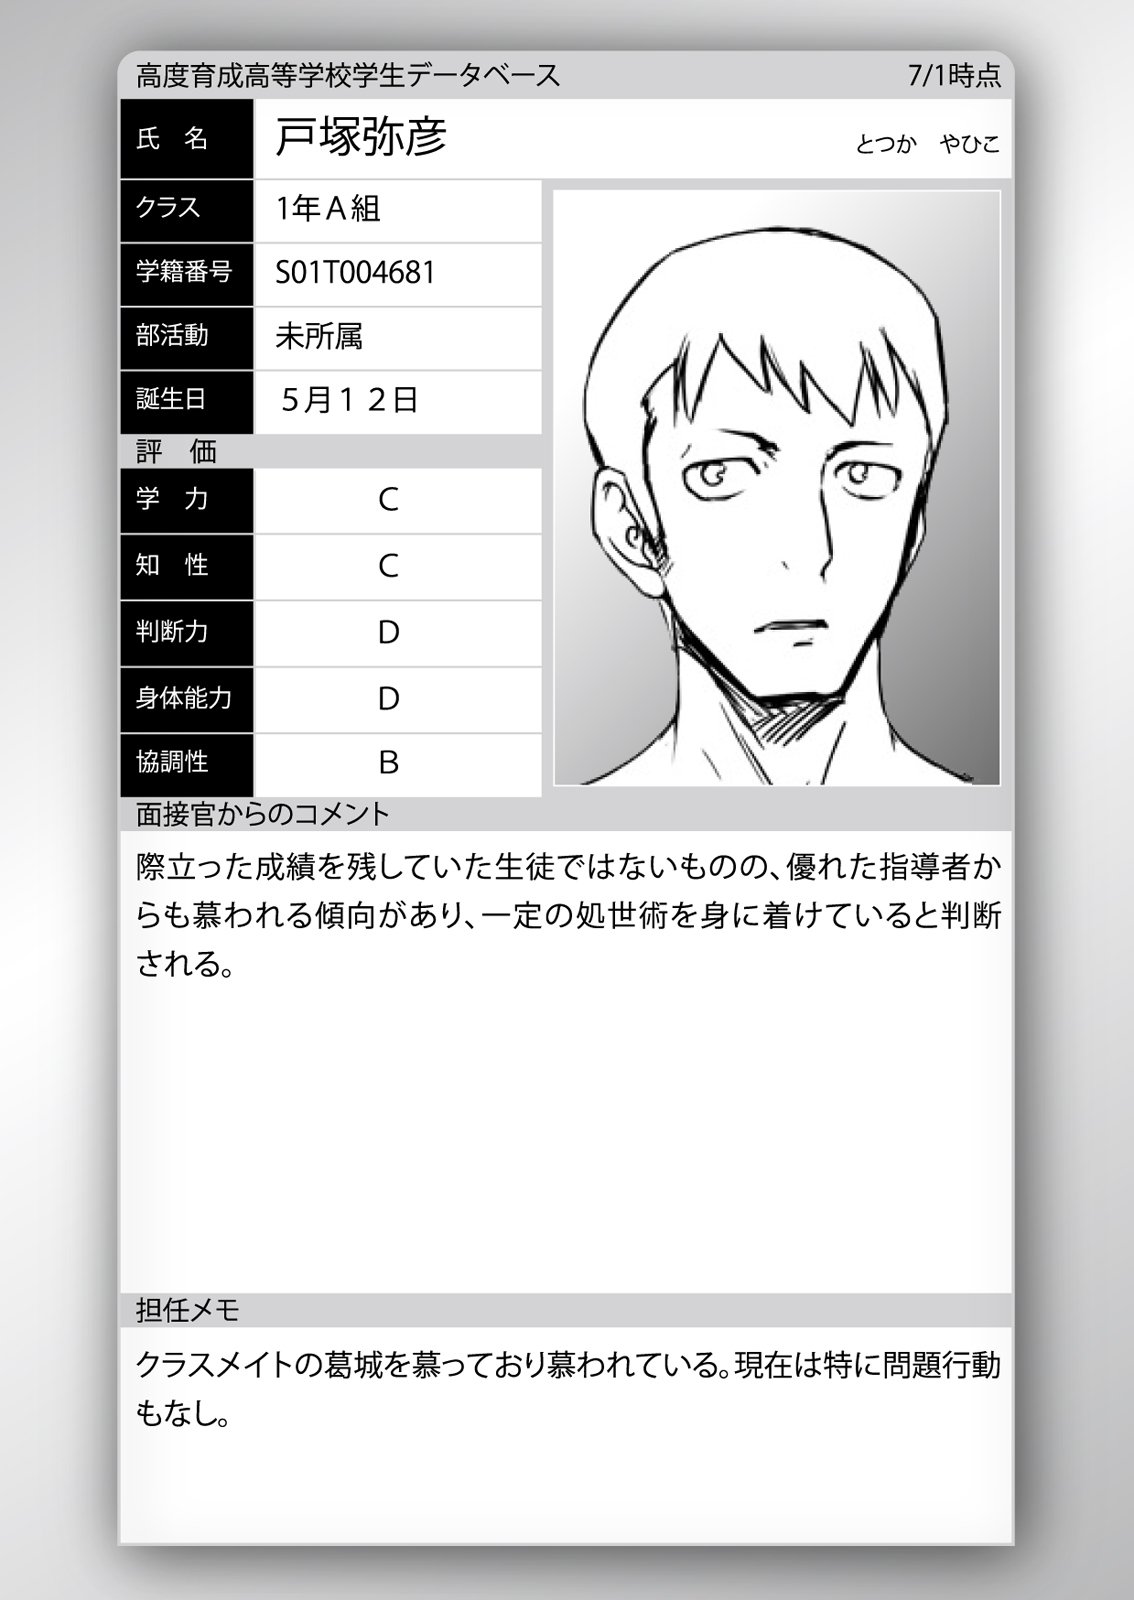 高度育成高等学校学生データベース 7/1時点
氏 名 戸塚弥彦 とつか やひこ
クラス 1年A組
学籍番号 S01T004681
部活動 未所属
誕生日 5月12日
評 価
学 力 C
知 性 C
判断力 D
身体能力 D
協調性 B
面接官からのコメント
際立った成績を残していた生徒ではないものの、優れた指導者か
らも慕われる傾向があり、一定の処世術を身に着けていると判断
される。
担任メモ
クラスメイトの葛城を慕っており慕われている。現在は特に問題行動
もなし。